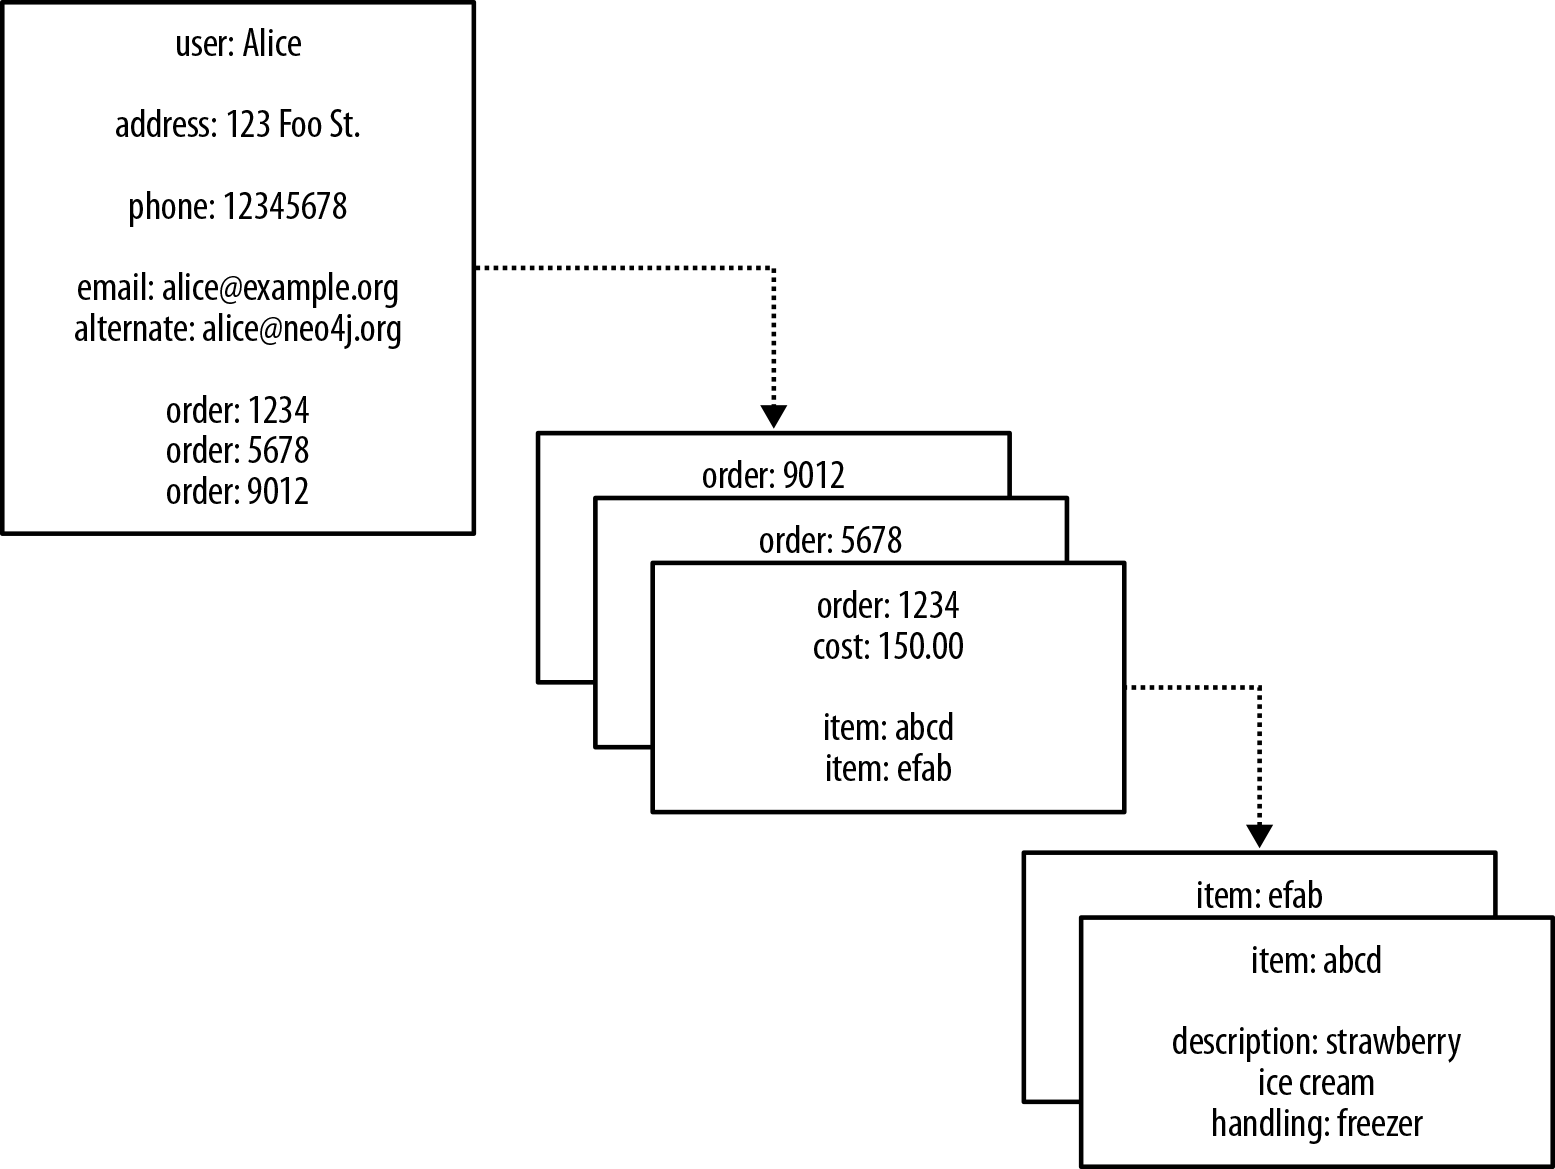 user: Alice
address: 123 Foo St.
phone: 12345678
email: alice@example.org
alternate: alice@neo4j.org
order: 1234
order: 5678
order: 9012
order: 9012
order: 5678
order: 1234
cost: 150.00
item: abcd
item: efab
item: efab
item: abcd
description: strawberry
ice cream
handling: freezer